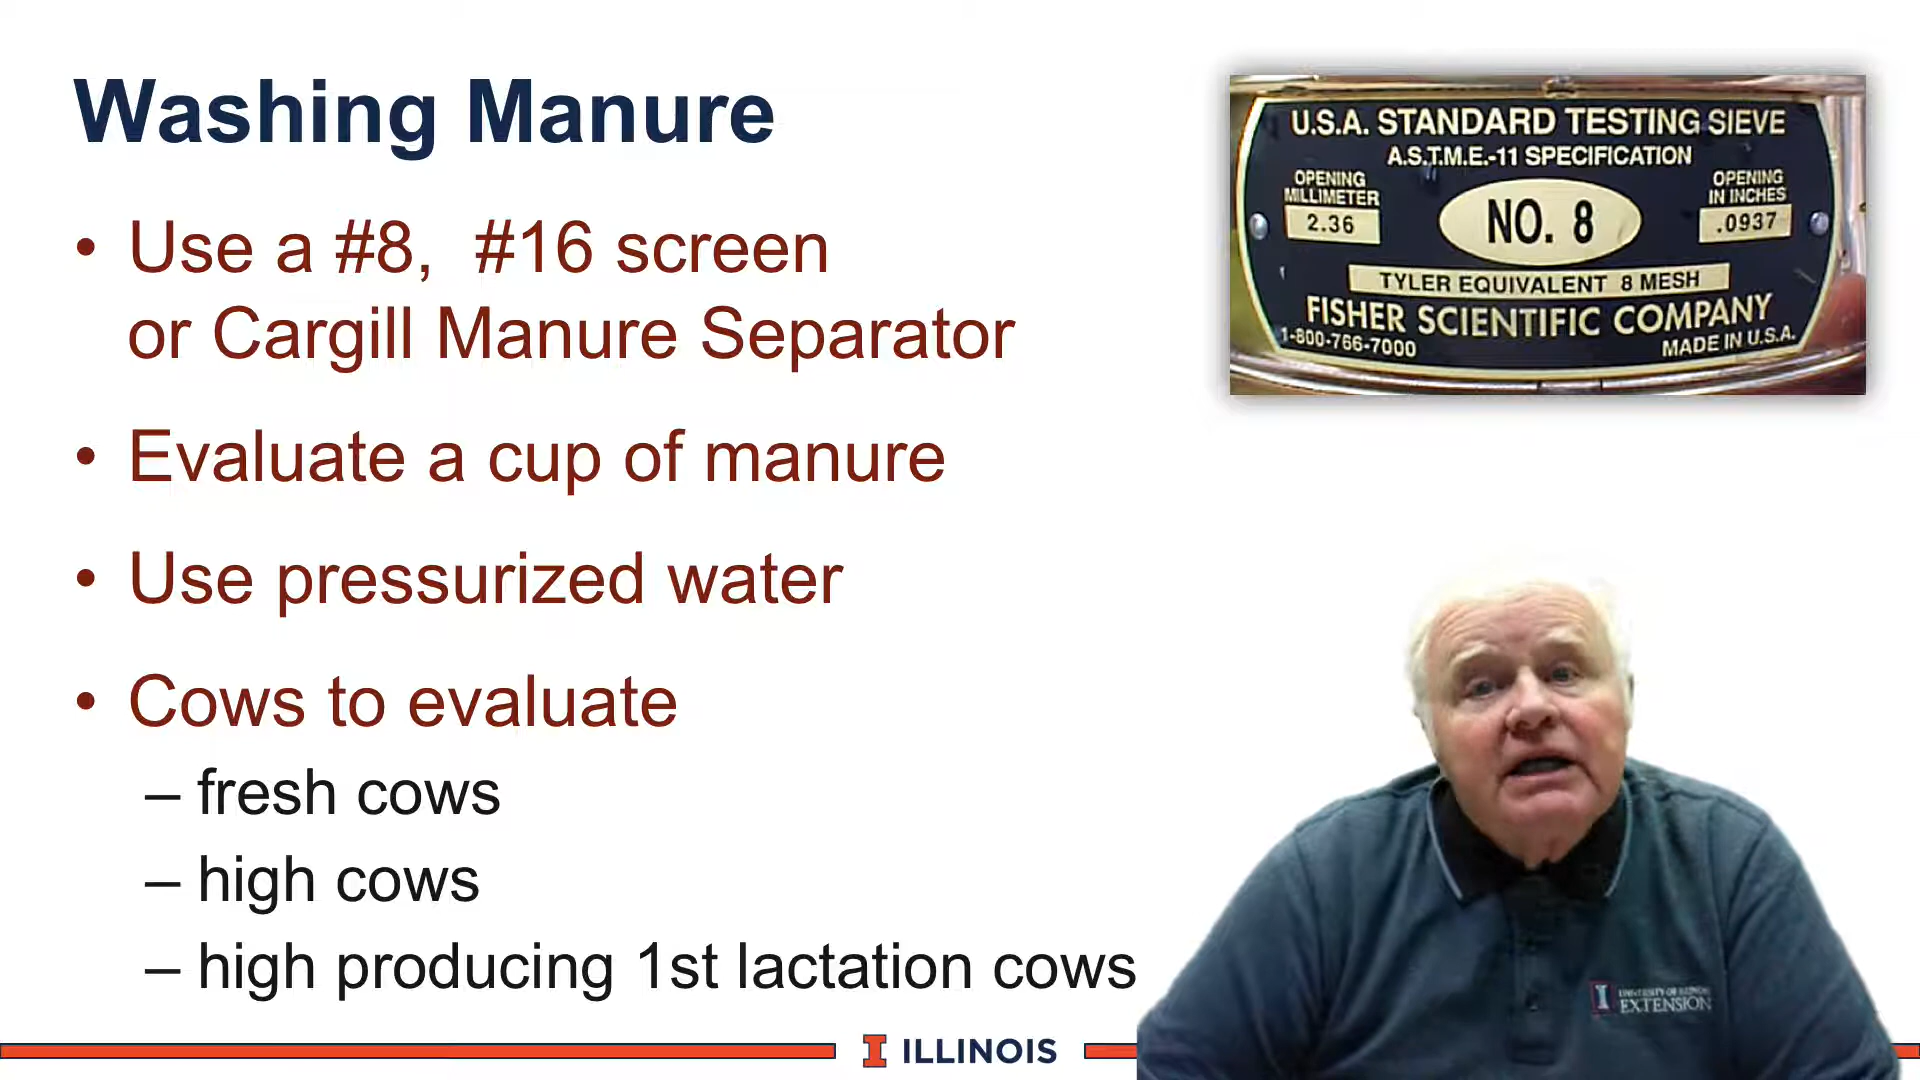 Washing Manure
• Use a #8, #16 screen
or Cargill Manure Separator
• Evaluate a cup of manure
• Use pressurized water
• Cows to evaluate
– fresh cows
– high cows
– high producing 1st lactation cows
U.S.A. STANDARD TESTING SIEVE
A.S.T.M.E.-11 SPECIFICATION
OPENING
MILLIMETER
2.36
NO. 8
OPENING
IN INCHES
.0937
TYLER EQUIVALENT 8 MESH
FISHER SCIENTIFIC COMPANY
1-800-766-7000
MADE IN U.S.A.
I UNIVERSITY OF ILLINOIS
EXTENSION
I ILLINOIS